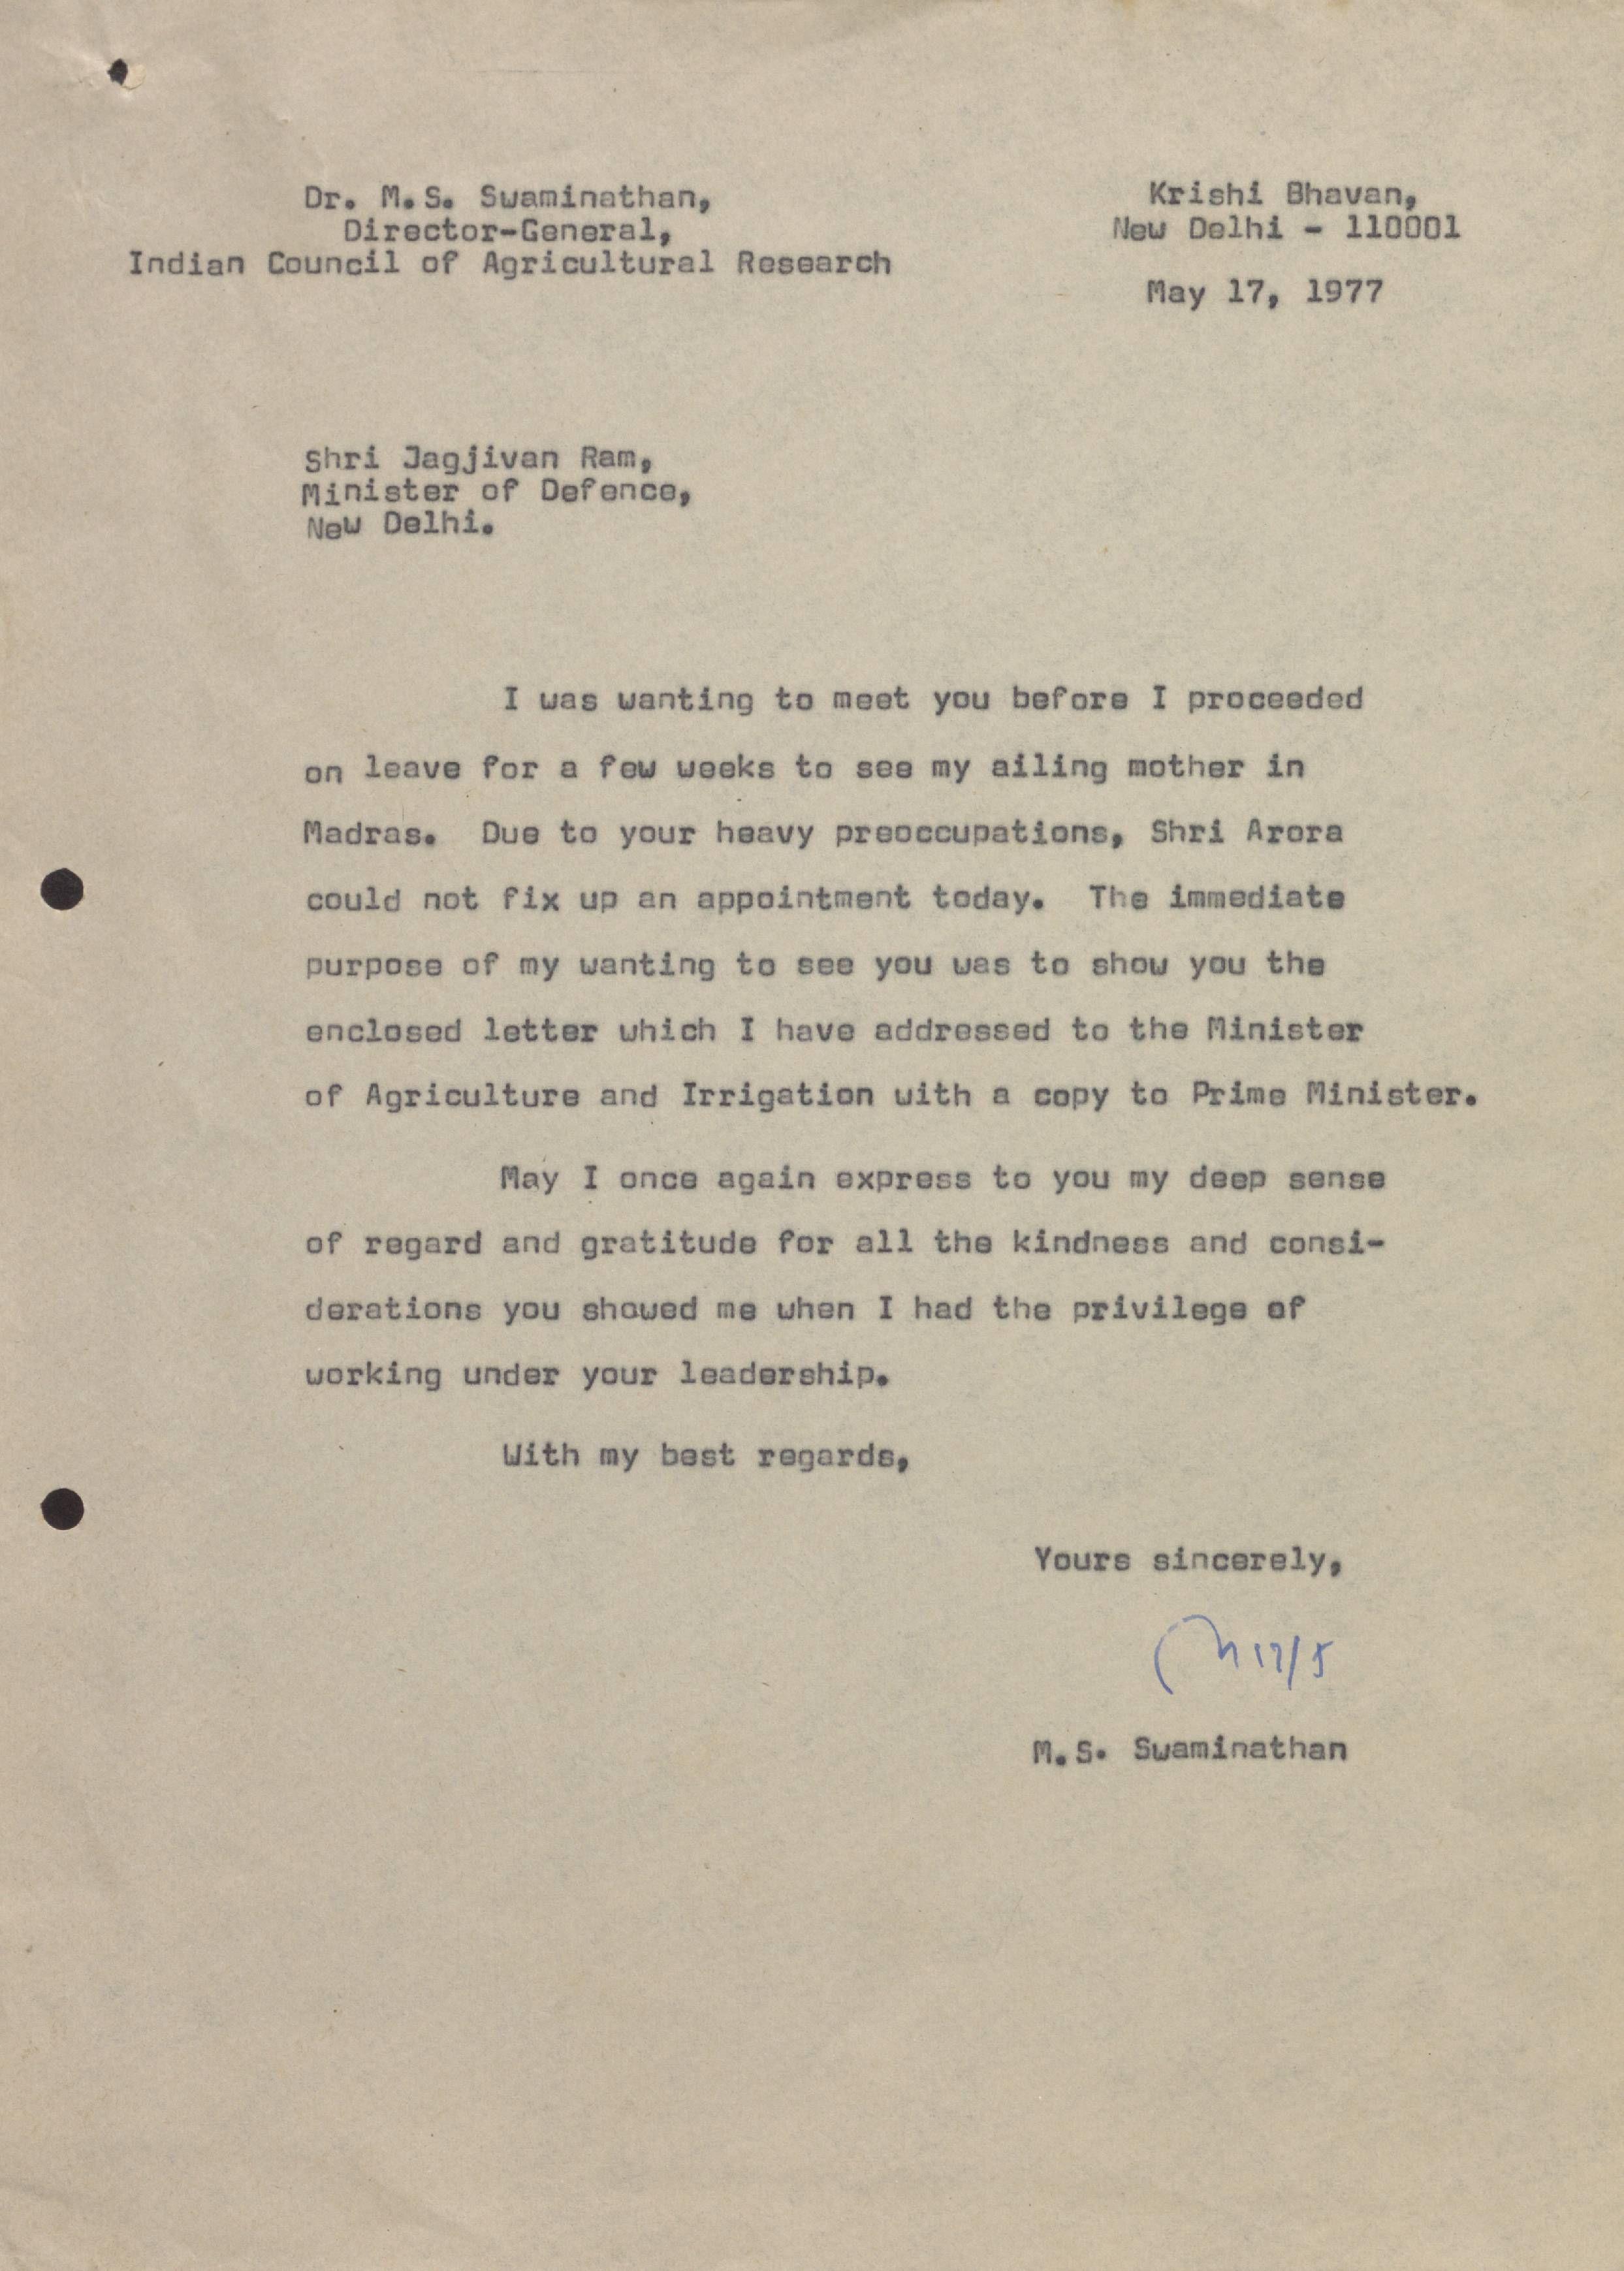 Dr. M.S. Swaminathan,
Director-General,
Indian Council of Agricultural Research
Krishi Bhavan,
New Delhi - 110001
May 17, 1977
Shri Jagjivan Ram,
Minister of Defence,
New Delhi.
I was wanting to meet you before I proceeded
on leave for a few weeks to see my ailing mother in
Madras. Due to your heavy preoccupations, Shri Arora
could not fix up an appointment today. The immediate
purpose of my wanting to see you was to show you the
enclosed letter which I have addressed to the Minister
of Agriculture and Irrigation with a copy to Prime Minister.
May I once again express to you my deep sense
of regard and gratitude for all the kindness and consi-
derations you showed me when I had the privilege of
working under your leadership.
With my best regards,
Yours sincerely,
17/5
M.S. Swaminathan